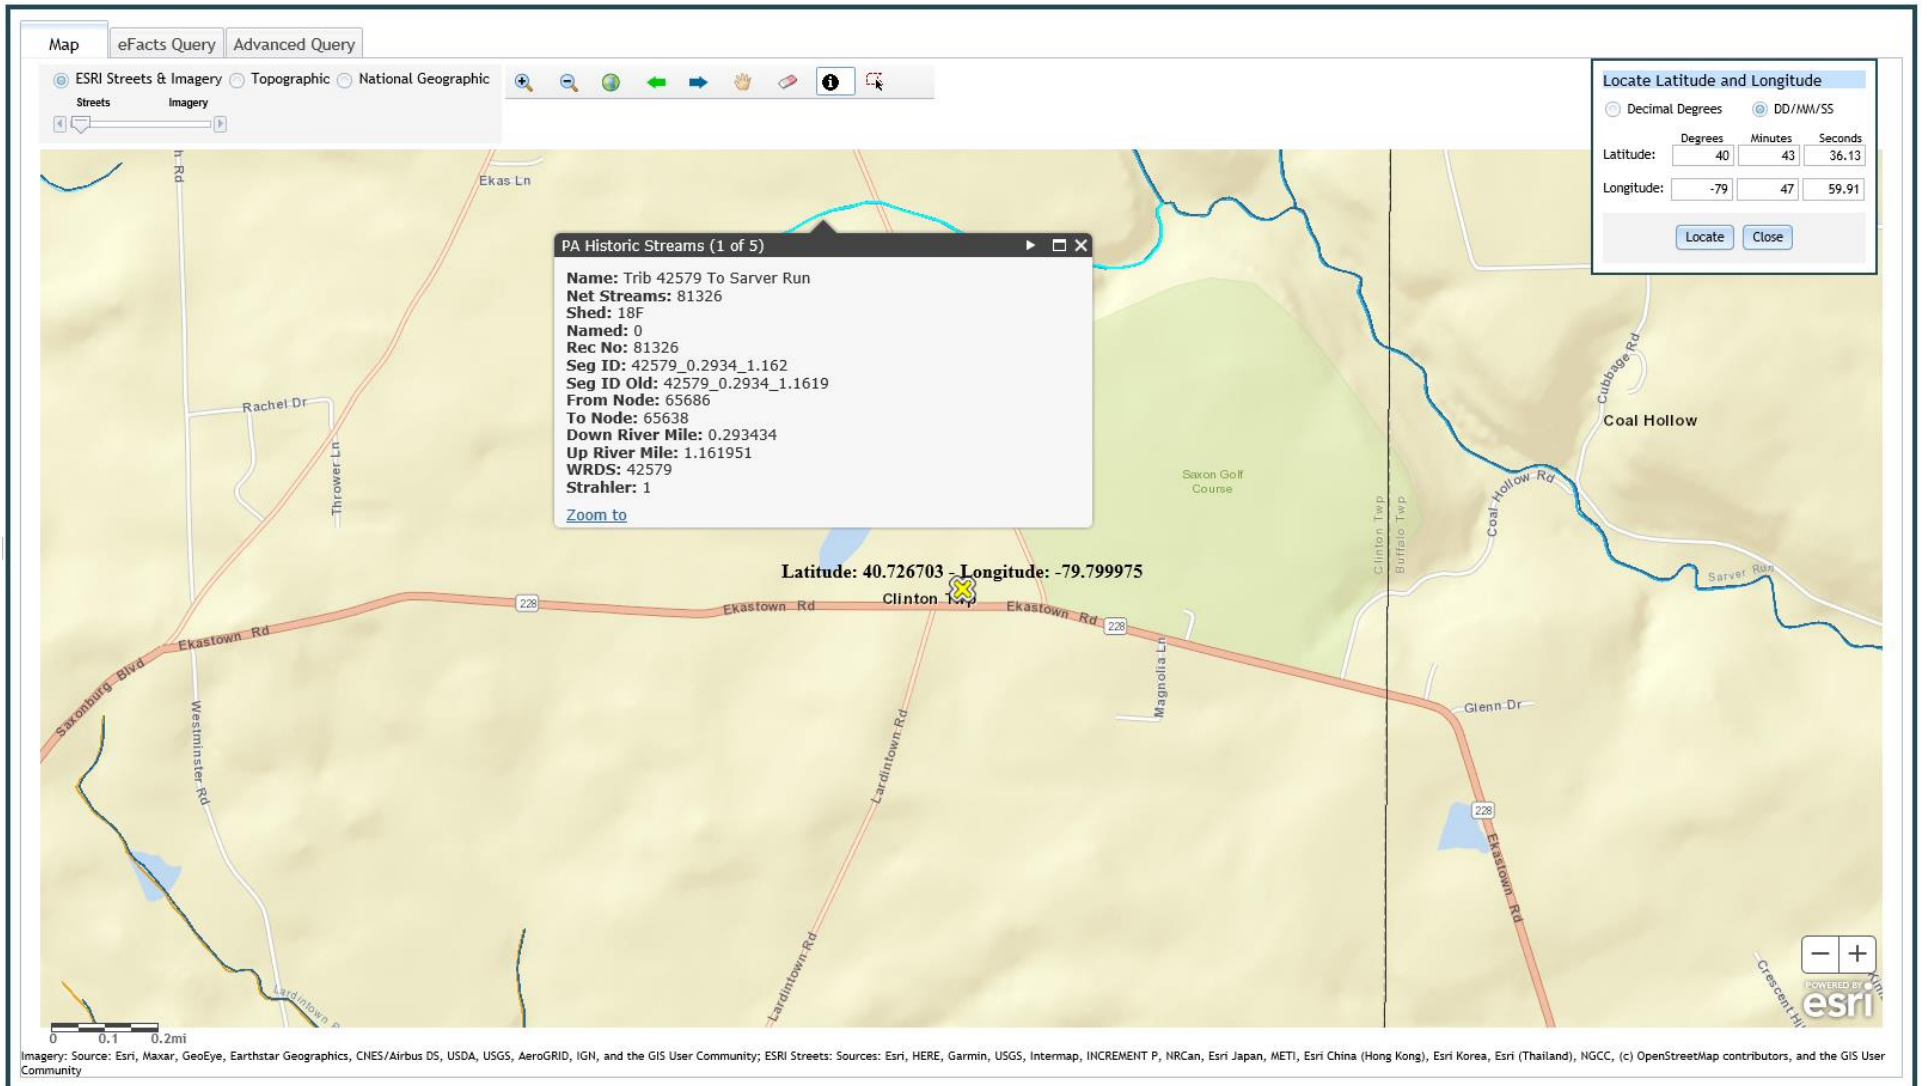 Map
eFacts Query
Advanced Query
ESRI Streets & Imagery
Topographic
National Geographic
Streets
Imagery
Locate Latitude and Longitude
Decimal Degrees
DD/MM/SS
Degrees
Minutes
Seconds
Latitude:
40
43
36.13
Longitude:
-79
47
59.91
Locate
Close
h Rd
Ekas Ln
PA Historic Streams (1 of 5)
Name: Trib 42579 To Sarver Run
Net Streams: 81326
Shed: 18F
Named: 0
Rec No: 81326
Seg ID: 42579_0.2934_1.162
Seg ID Old: 42579_0.2934_1.1619
From Node: 65686
To Node: 65638
Down River Mile: 0.293434
Up River Mile: 1.161951
WRDS: 42579
Strahler: 1
Zoom to
Rachel Dr
Thrower Ln
Cubbage Rd
Coal Hollow
Saxon Golf
Course
Coal Hollow Rd
Clinton Twp
Buffalo Twp
Latitude: 40.726703 - Longitude: -79.799975
Clinton Twp
Sarver Run
228
Ekastown Rd
Ekastown Rd
228
Ekastown Rd
Saxonburg Blvd
Magnolia Ln
Westminster Rd
Lardintown Rd
Glenn Dr
228
Ekastown Rd
Lardintown Rd
Crescent Hi
Lardintown R
POWERED BY
esri
0
0.1
0.2mi
Imagery: Source: Esri, Maxar, GeoEye, Earthstar Geographics, CNES/Airbus DS, USDA, USGS, AeroGRID, IGN, and the GIS User Community; ESRI Streets: Sources: Esri, HERE, Garmin, USGS, Intermap, INCREMENT P, NRCan, Esri Japan, METI, Esri China (Hong Kong), Esri Korea, Esri (Thailand), NGCC, (c) OpenStreetMap contributors, and the GIS User
Community